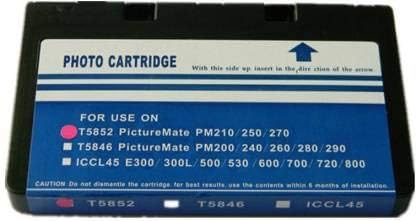 PHOTO CARTRIDGE
With this side up insert in the dire ction of the arrow
FOR USE ON
T5852 PictureMate PM210/250/270
T5846 PictureMate PM200/240/260/280/290
ICCL45 E300/300L/500/530/600/700/720/800
CAUTION Do not dismantle the cartridge. for best results, use the contents within 6 months of installation.
T5852 T5846 ICCL45